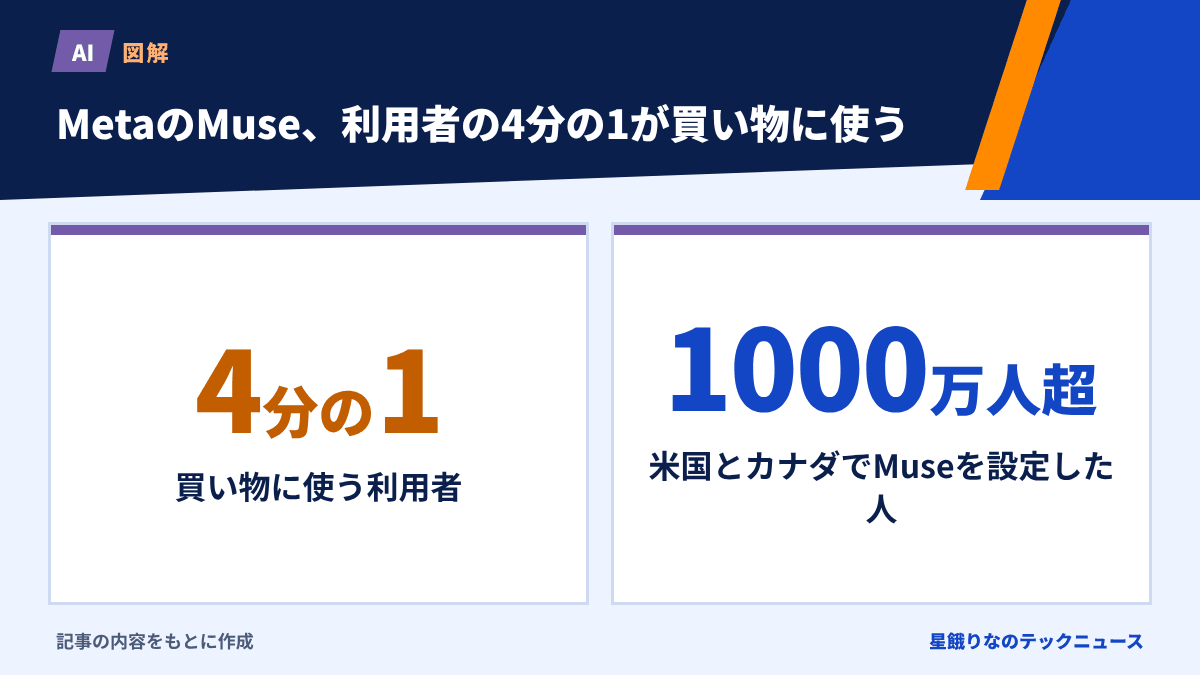 AI 図解
MetaのMuse、利用者の4分の1が買い物に使う
4分の1
買い物に使う利用者
1000万人超
米国とカナダでMuseを設定した
人
記事の内容をもとに作成
星餓りなのテックニュース